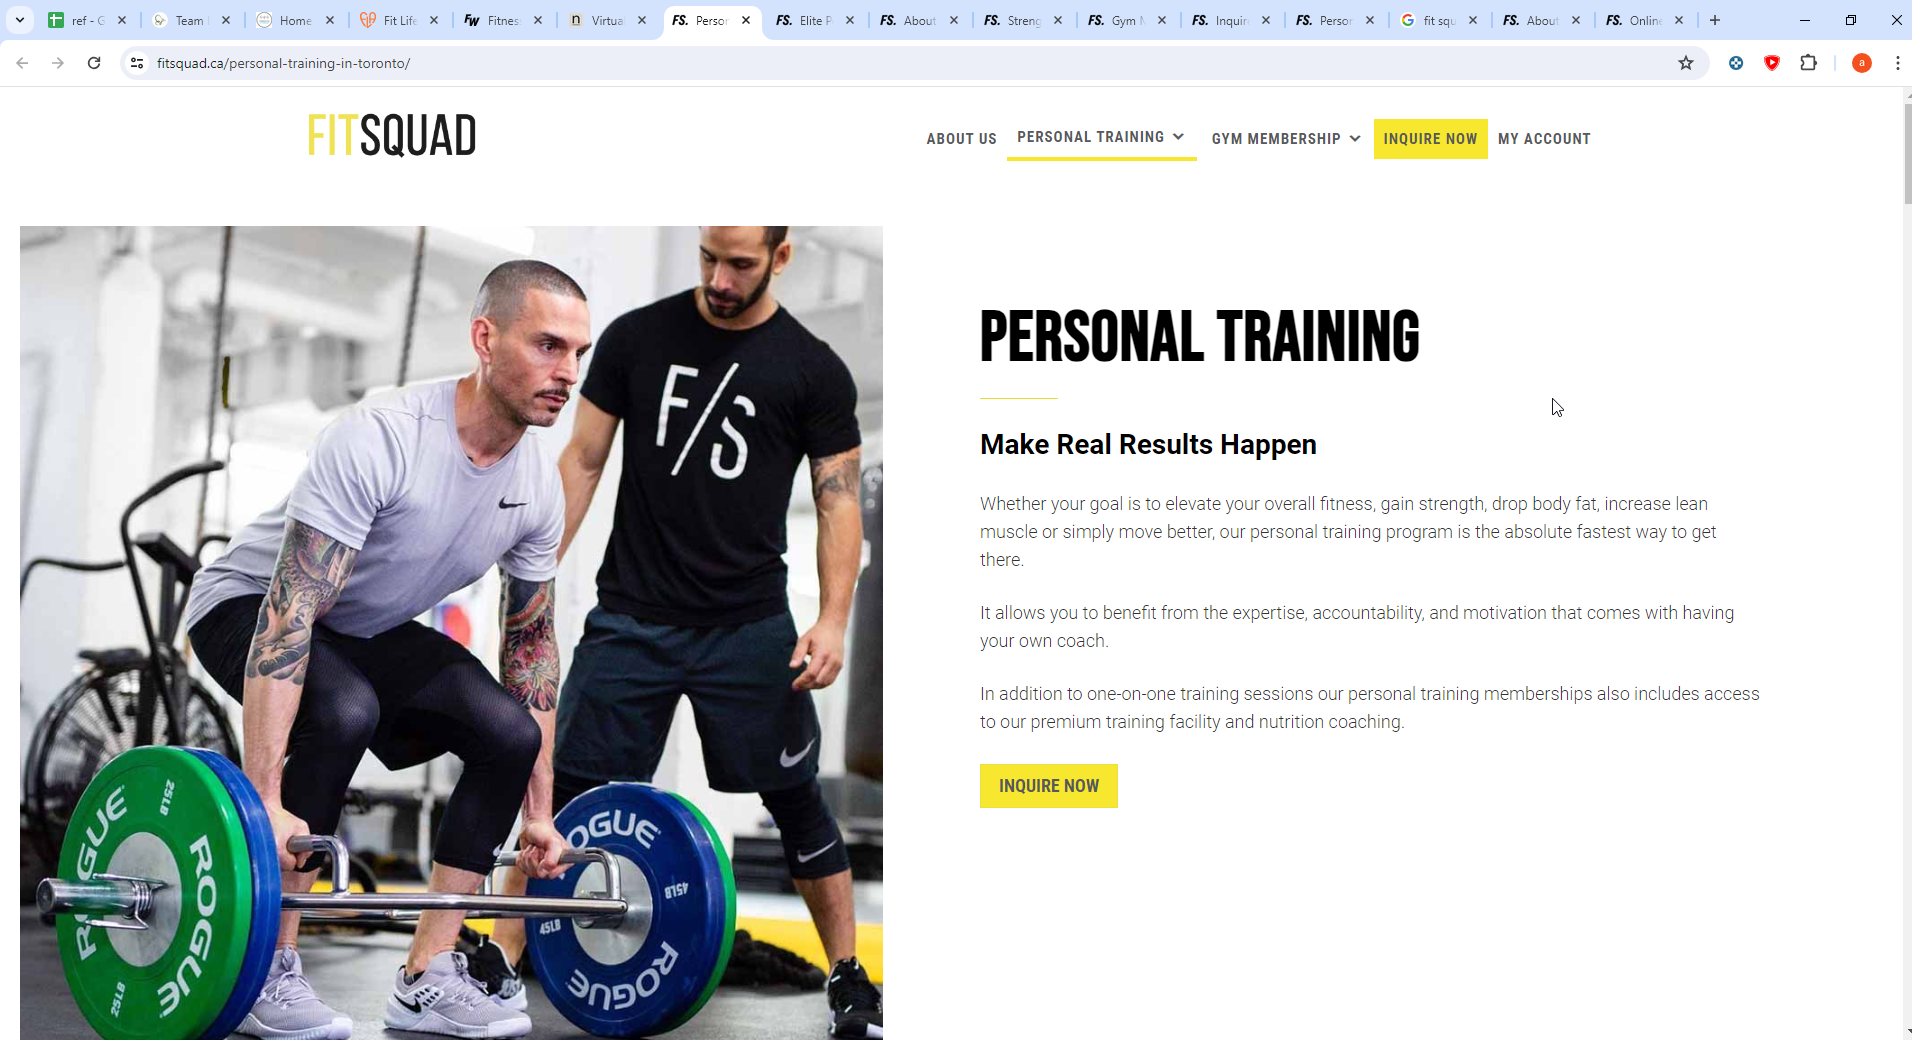 ref - G
Team
Home
Fit Life
FW Fitness
n Virtua
FS. Person
FS. Elite P
FS. About
FS. Streng
FS. Gym M
FS. Inquire
FS. Person
G fit squ
FS. About
FS. Online
fitsquad.ca/personal-training-in-toronto/
a
FITSQUAD
ABOUT US
PERSONAL TRAINING
GYM MEMBERSHIP
INQUIRE NOW
MY ACCOUNT
F/S
PERSONAL TRAINING
Make Real Results Happen
Whether your goal is to elevate your overall fitness, gain strength, drop body fat, increase lean
muscle or simply move better, our personal training program is the absolute fastest way to get
there.
It allows you to benefit from the expertise, accountability, and motivation that comes with having
your own coach.
In addition to one-on-one training sessions our personal training memberships also includes access
to our premium training facility and nutrition coaching.
INQUIRE NOW
ROGUE
25LB
ROGUE
25LB
ROGUE
45LB
45LB
ROGUE